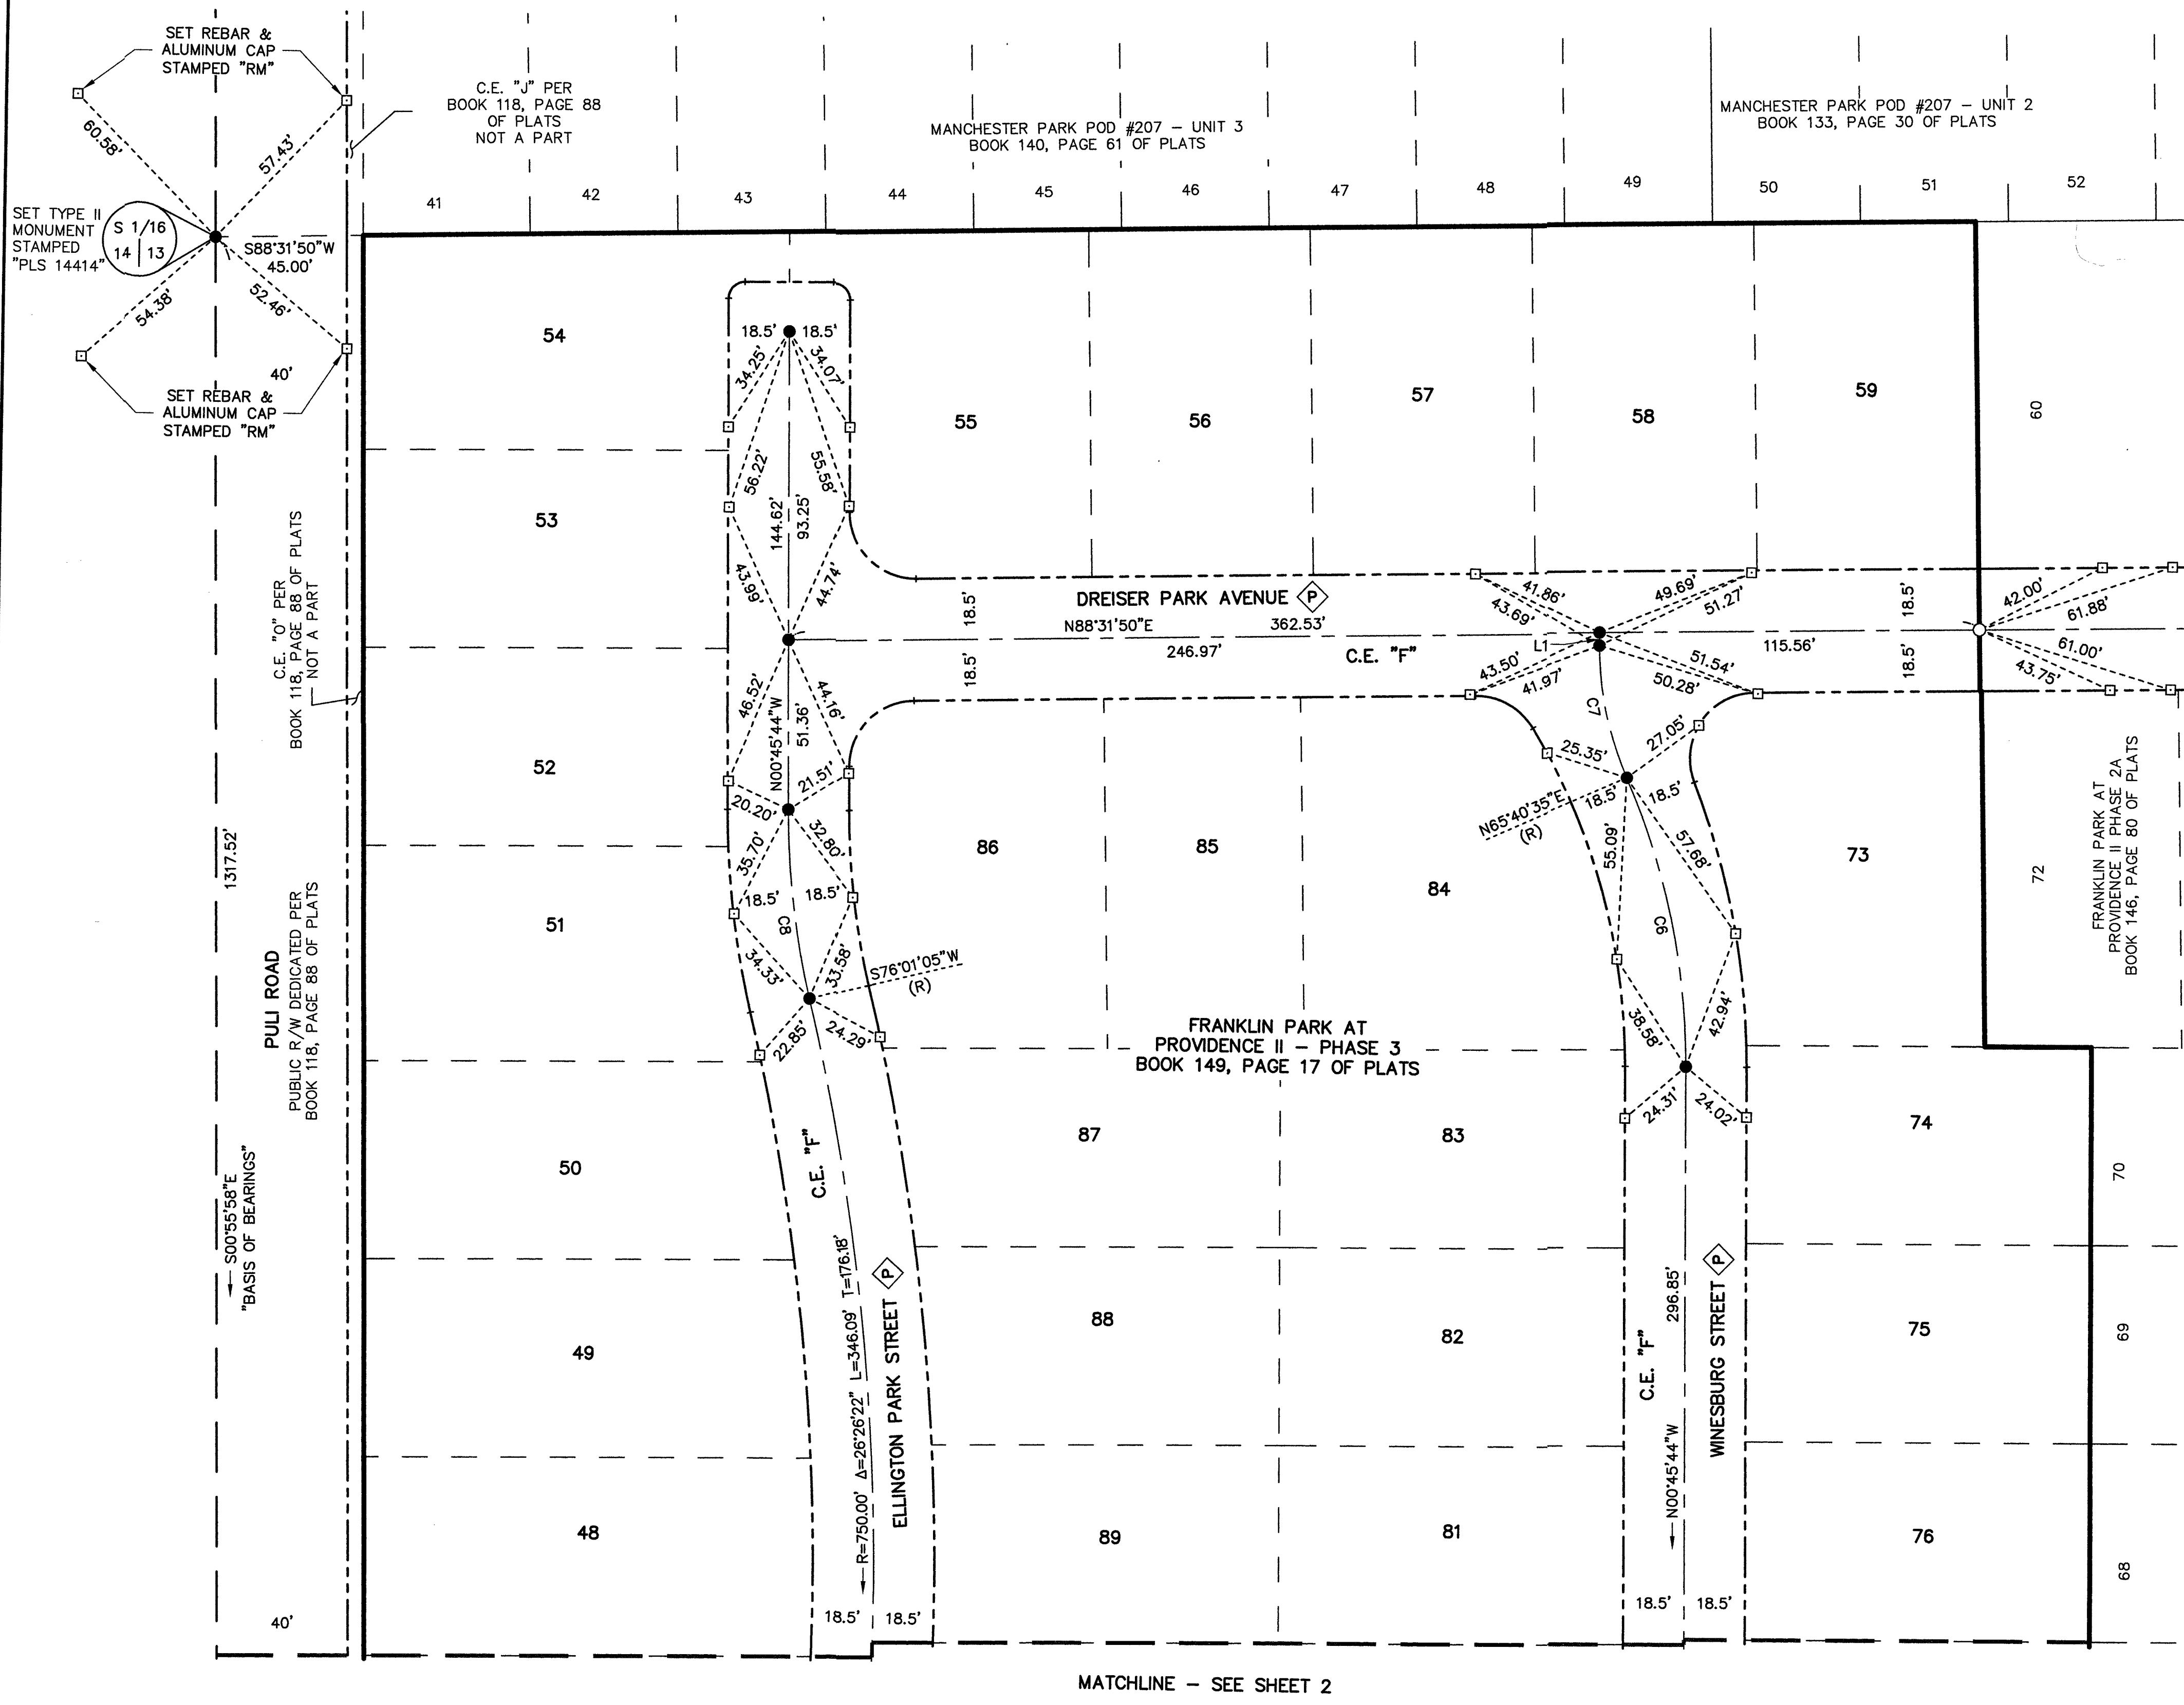 SET REBAR &
ALUMINUM CAP
STAMPED "RM"
60.58'
57.43'
C.E. "J" PER
BOOK 118, PAGE 88
OF PLATS
NOT A PART
MANCHESTER PARK POD #207 – UNIT 3
BOOK 140, PAGE 61 OF PLATS
MANCHESTER PARK POD #207 – UNIT 2
BOOK 133, PAGE 30 OF PLATS
41
42
43
44
45
46
47
48
49
50
51
52
SET TYPE II
MONUMENT
STAMPED
"PLS 14414"
S 1/16
14 | 13
S88°31'50"W
45.00'
54.38'
52.46'
40'
SET REBAR &
ALUMINUM CAP
STAMPED "RM"
54
18.5'
18.5'
34.25'
34.07'
56.22'
55.58'
144.62'
93.25'
43.99'
44.74'
55
56
57
58
59
60
53
C.E. "O" PER
BOOK 118, PAGE 88 OF PLATS
NOT A PART
DREISER PARK AVENUE P
18.5'
N88°31'50"E
362.53'
246.97'
C.E. "F"
18.5'
41.86'
43.69'
49.69'
51.27'
L1
43.50'
41.97'
51.54'
50.28'
115.56'
18.5'
18.5'
42.00'
61.88'
61.00'
43.75'
52
46.52'
44.16'
N00°45'44"W
51.36'
20.20'
21.51'
35.70'
32.80'
18.5'
18.5'
C8
34.33'
33.58'
S76°01'05"W
(R)
22.85'
24.29'
C7
25.35'
27.05'
N65°40'35"E
(R)
18.5'
18.5'
55.09'
57.68'
C6
38.58'
42.94'
24.31'
24.02'
86
85
84
73
72
FRANKLIN PARK AT
PROVIDENCE II PHASE 2A
BOOK 146, PAGE 80 OF PLATS
1317.52'
PULI ROAD
PUBLIC R/W DEDICATED PER
BOOK 118, PAGE 88 OF PLATS
51
FRANKLIN PARK AT
PROVIDENCE II – PHASE 3
BOOK 149, PAGE 17 OF PLATS
S00°55'58"E
"BASIS OF BEARINGS"
50
C.E. "F"
87
83
74
70
49
R=750.00' Δ=26°26'22" L=346.09' T=176.18'
ELLINGTON PARK STREET P
88
82
C.E. "F"
296.85'
N00°45'44"W
WINESBURG STREET P
75
69
48
89
81
76
68
40'
18.5'
18.5'
18.5'
18.5'
MATCHLINE – SEE SHEET 2